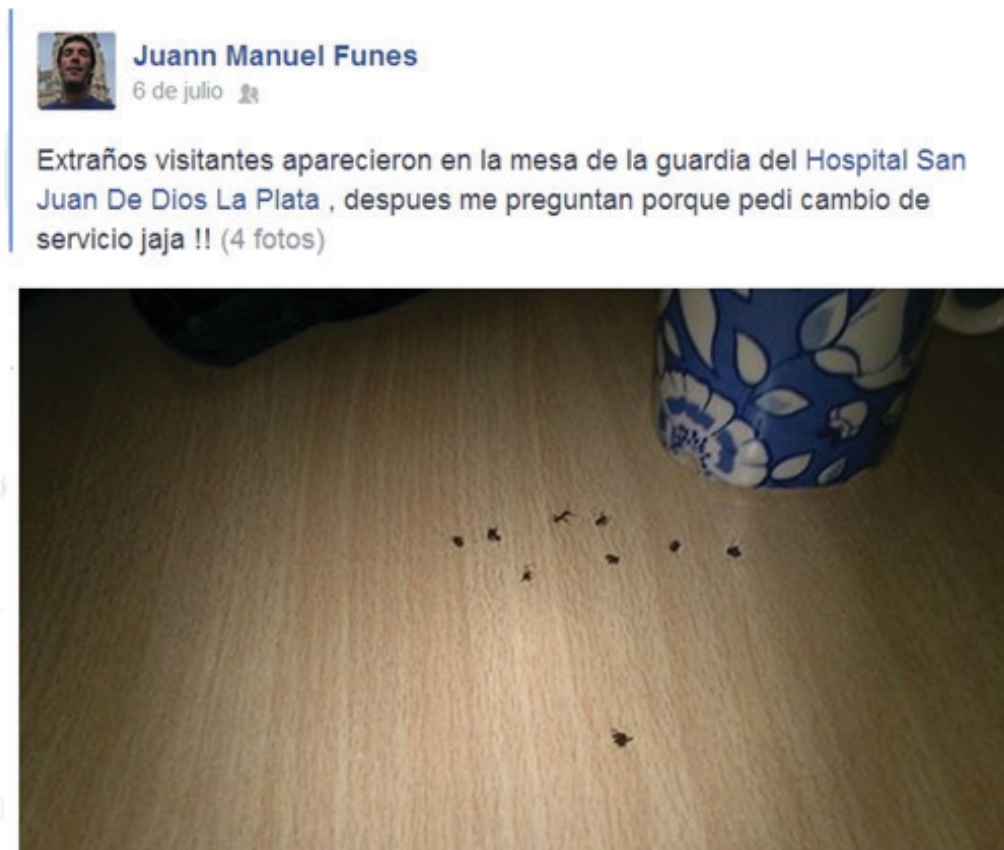 Juann Manuel Funes
6 de julio
Extraños visitantes aparecieron en la mesa de la guardia del Hospital San
Juan De Dios La Plata , despues me preguntan porque pedi cambio de
servicio jaja !! (4 fotos)